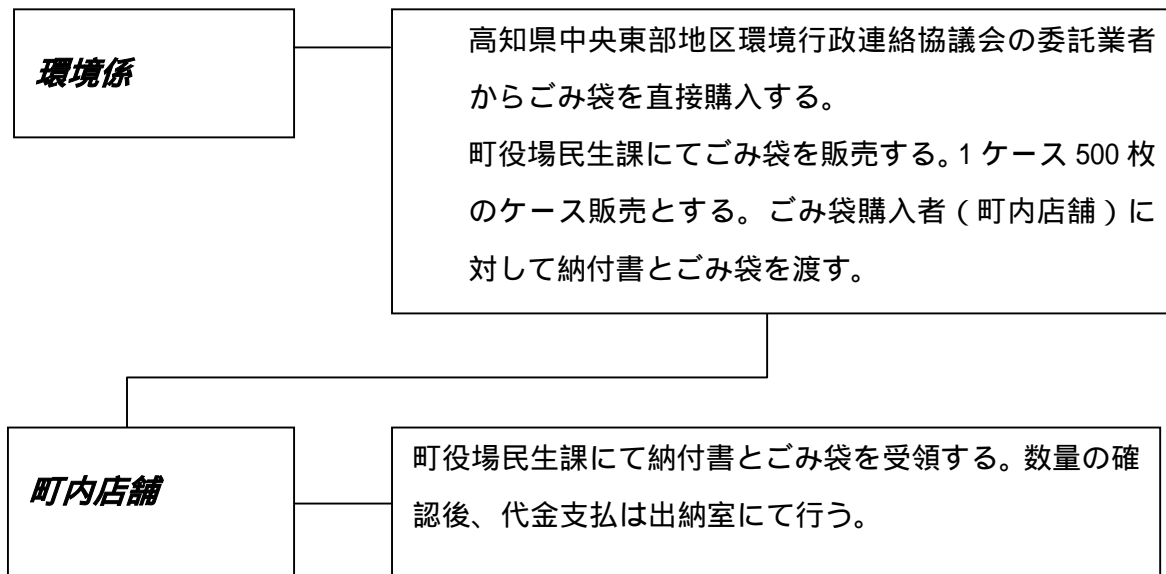 環境係
高知県中央東部地区環境行政連絡協議会の委託業者
からごみ袋を直接購入する。
町役場民生課にてごみ袋を販売する。1ケース500枚
のケース販売とする。ごみ袋購入者（町内店舗）に
対して納付書とごみ袋を渡す。
町内店舗
町役場民生課にて納付書とごみ袋を受領する。数量の確
認後、代金支払は出納室にて行う。